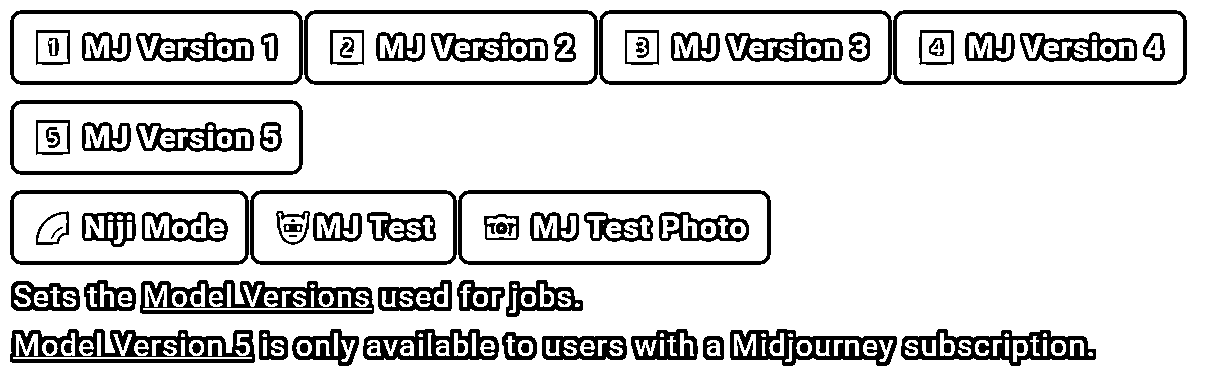 1 MJ Version 1 2 MJ Version 2 3 MJ Version 3 4 MJ Version 4
5 MJ Version 5
Niji Mode MJ Test MJ Test Photo
Sets the Model Versions used for jobs.
Model Version 5 is only available to users with a Midjourney subscription.